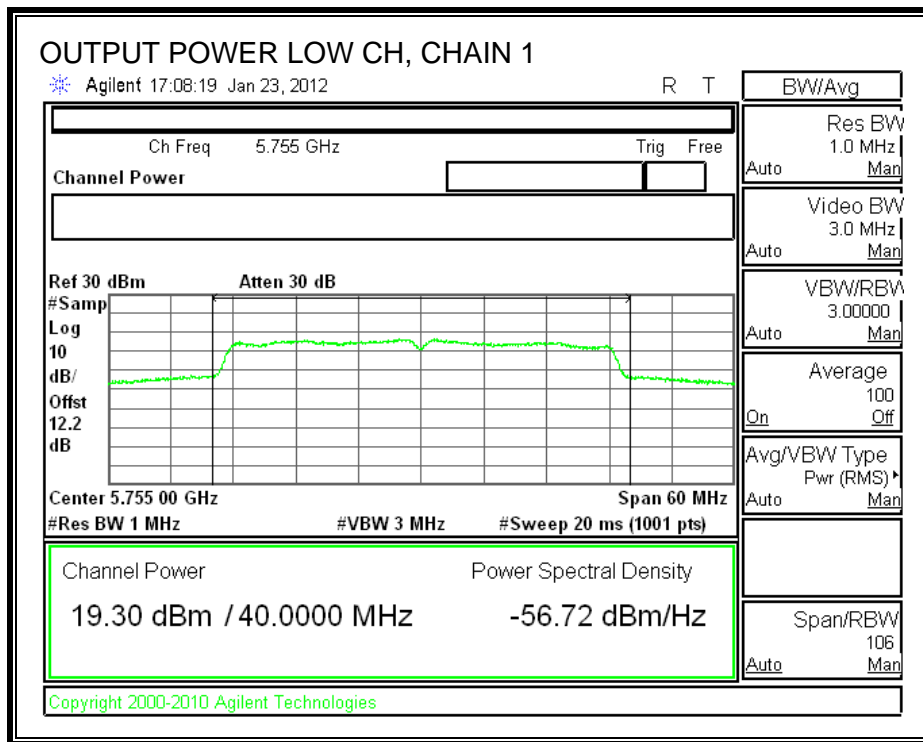 OUTPUT POWER LOW CH, CHAIN 1
Agilent 17:08:19 Jan 23, 2012 R T
BW/Avg
Ch Freq 5.755 GHz Trig Free
Channel Power
Res BW
1.0 MHz
Auto Man
Video BW
3.0 MHz
Auto Man
Ref 30 dBm Atten 30 dB
#Samp
Log
10
dB/
Offst
12.2
dB
VBW/RBW
3.00000
Auto Man
Average
100
On Off
Avg/VBW Type
Pwr (RMS)
Auto Man
Center 5.755 00 GHz Span 60 MHz
#Res BW 1 MHz #VBW 3 MHz #Sweep 20 ms (1001 pts)
Channel Power Power Spectral Density
19.30 dBm / 40.0000 MHz -56.72 dBm/Hz
Span/RBW
106
Auto Man
Copyright 2000-2010 Agilent Technologies